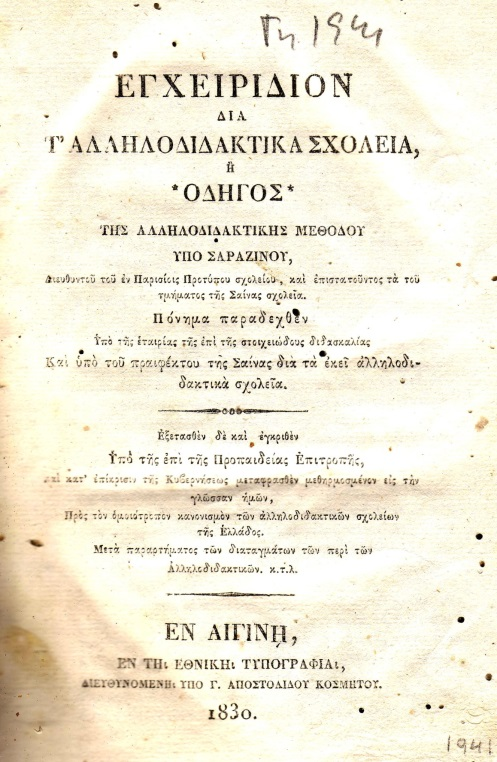 Γη 1941
ΕΓΧΕΙΡΙΔΙΟΝ
ΔΙΑ
Τ'ΑΛΛΗΛΟΔΙΔΑΚΤΙΚΑ ΣΧΟΛΕΙΑ,
Ἢ
*ΟΔΗΓΟΣ*
ΤΗΣ ΑΛΛΗΛΟΔΙΔΑΚΤΙΚΗΣ ΜΕΘΟΔΟΥ
ΥΠΟ ΣΑΡΑΖΙΝΟΥ,
Διευθυντοῦ τοῦ ἐν Παρισίοις Προτύπου σχολείου, καὶ ἐπιστατοῦντος τὰ τοῦ
τμήματος τῆς Σαίνας σχολεῖα.
Πόνημα παραδεχθὲν
Ὑπὸ τῆς ἑταιρίας τῆς ἐπὶ τῆς στοιχειώδους διδασκαλίας
Καὶ ὑπὸ τοῦ πραιφέκτου τῆς Σαίνας διὰ τὰ ἐκεῖ ἀλληλοδι-
δακτικὰ σχολεῖα.
Ἐξετασθὲν δὲ καὶ ἐγκριθὲν
Ὑπὸ τῆς ἐπὶ τῆς Προπαιδείας Ἐπιτροπῆς,
καὶ κατ' ἐπίκρισιν τῆς Κυβερνήσεως μεταφρασθὲν μεθηρμοσμένον εἰς τὴν
γλῶσσαν ἡμῶν,
Πρὸς τὸν ὁμοιότροπον κανονισμὸν τῶν ἀλληλοδιδακτικῶν σχολείων
τῆς Ἑλλάδος.
Μετὰ παραρτήματος τῶν διαταγμάτων τῶν περὶ τῶν
Ἀλληλοδιδακτικῶν. κ.τ.λ.
ΕΝ ΑΙΓΙΝῌ,
ΕΝ ΤΗι ΕΘΝΙΚΗι ΤΥΠΟΓΡΑΦΙΑι,
ΔΙΕΥΘΥΝΟΜΕΝΗι ΥΠΟ Γ. ΑΠΟΣΤΟΛΙΔΟΥ ΚΟΣΜΗΤΟΥ.
1830.
1941